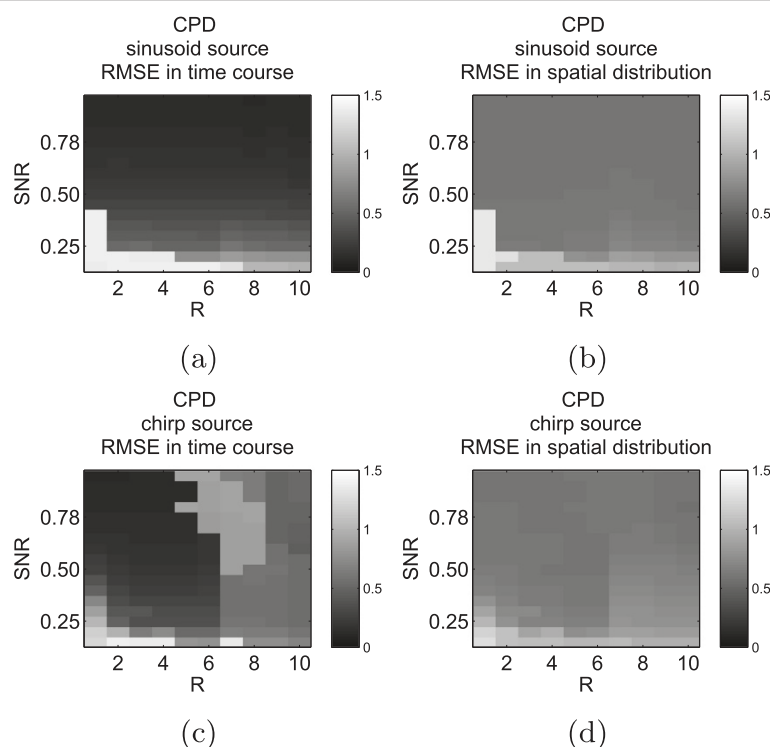 CPD
sinusoid source
RMSE in time course
SNR
0.78
0.50
0.25
2 4 6 8 10
R
1.5
1
0.5
0
(a)
CPD
sinusoid source
RMSE in spatial distribution
SNR
0.78
0.50
0.25
2 4 6 8 10
R
1.5
1
0.5
0
(b)
CPD
chirp source
RMSE in time course
SNR
0.78
0.50
0.25
2 4 6 8 10
R
1.5
1
0.5
0
(c)
CPD
chirp source
RMSE in spatial distribution
SNR
0.78
0.50
0.25
2 4 6 8 10
R
1.5
1
0.5
0
(d)